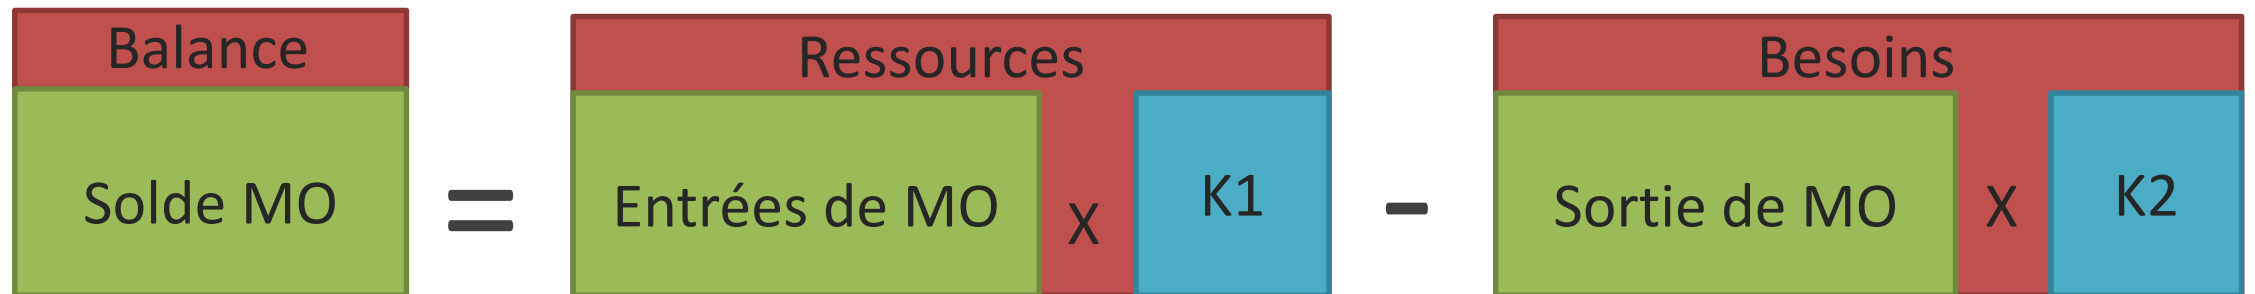 Balance
Ressources
Besoins
Solde MO = Entrées de MO X K1 - Sortie de MO X K2